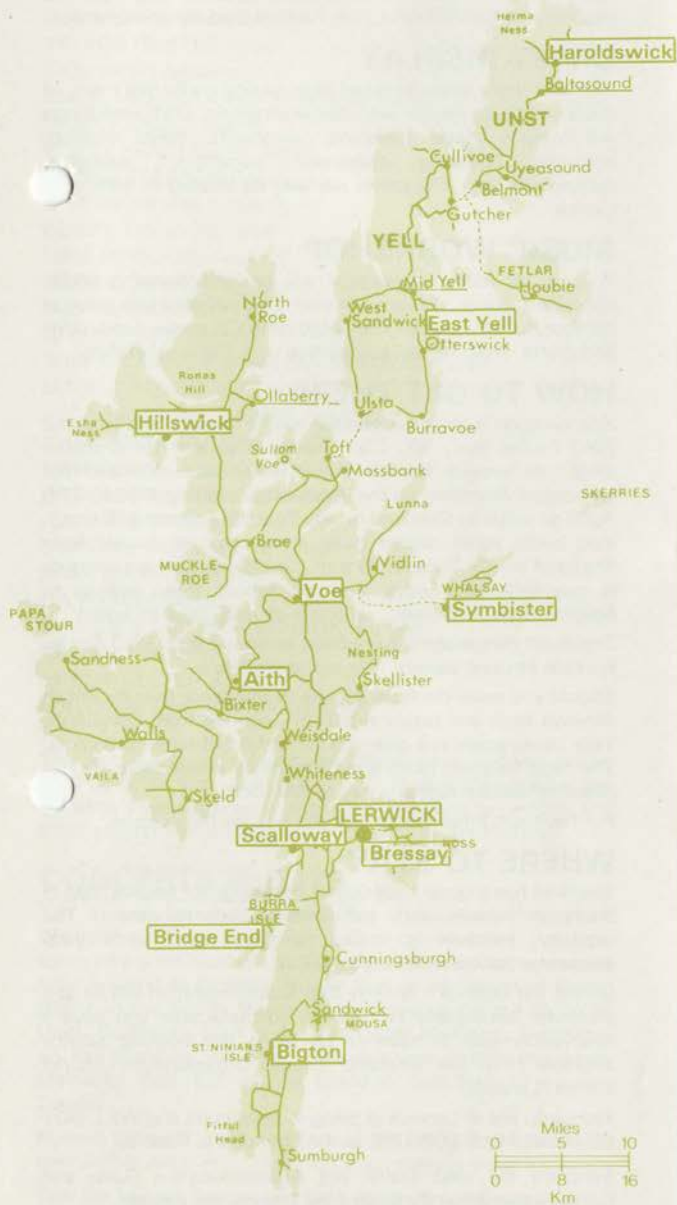 Herma
Ness
Haroldswick
Baltasound
UNST
Cullivoe
Uyeasound
Belmont
Gutcher
YELL
FETLAR
Houbie
Mid Yell
North
Roe
West
Sandwick
East Yell
Otterswick
Ronas
Hill
Ollaberry
Ulsta
Hillswick
Esha
Ness
Burravoe
Sullom
Voe
Toft
Mossbank
SKERRIES
Lunna
Brae
Vidlin
MUCKLE
ROE
WHALSAY
Voe
Symbister
PAPA
STOUR
Nesting
Sandness
Aith
Skellister
Bixter
Walls
Weisdale
VAILA
Whiteness
Skeld
LERWICK
Scalloway
NOSS
Bressay
BURRA
ISLE
Bridge End
Cunningsburgh
Sandwick
MOUSA
ST. NINIAN'S
ISLE
Bigton
Fitful
Head
Sumburgh
Miles
0 5 10
0 8 16
Km